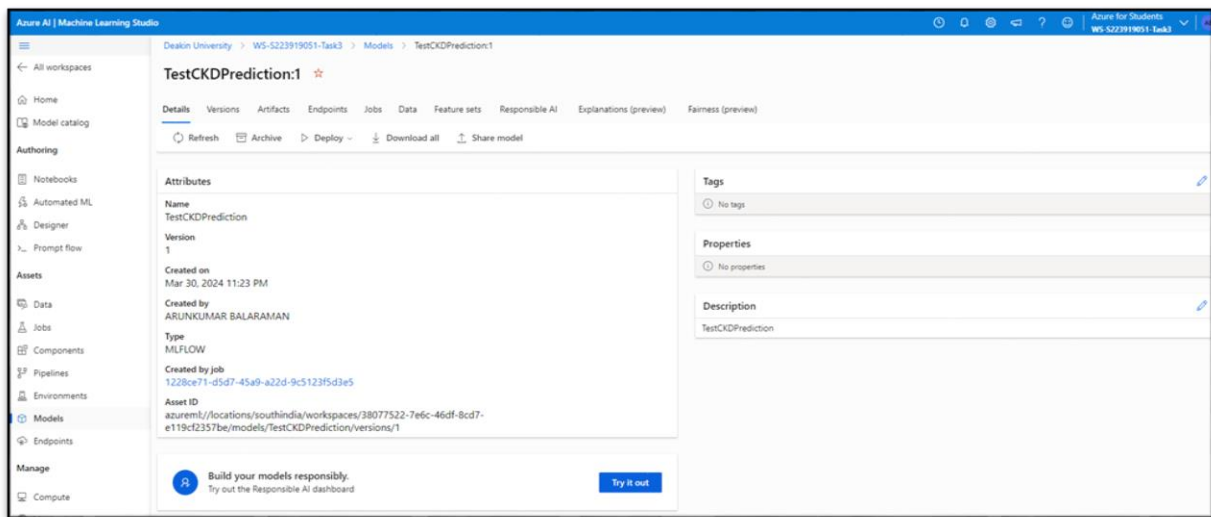 Azure AI | Machine Learning Studio
Azure for Students
WS-S223919051-Task3
All workspaces
Home
Model catalog
Authoring
Notebooks
Automated ML
Designer
Prompt flow
Assets
Data
Jobs
Components
Pipelines
Environments
Models
Endpoints
Manage
Compute
Deakin University > WS-S223919051-Task3 > Models > TestCKDPrediction:1
TestCKDPrediction:1
Details Versions Artifacts Endpoints Jobs Data Feature sets Responsible AI Explanations (preview) Fairness (preview)
Refresh Archive Deploy Download all Share model
Attributes
Name
TestCKDPrediction
Version
1
Created on
Mar 30, 2024 11:23 PM
Created by
ARUNKUMAR BALARAMAN
Type
MLFLOW
Created by job
1228ce71-d5d7-45a9-a22d-9c5123f5d3e5
Asset ID
azureml://locations/southindia/workspaces/38077522-7e6c-46df-8cd7-
e119cf2357be/models/TestCKDPrediction/versions/1
Build your models responsibly.
Try out the Responsible AI dashboard
Try it out
Tags
No tags
Properties
No properties
Description
TestCKDPrediction